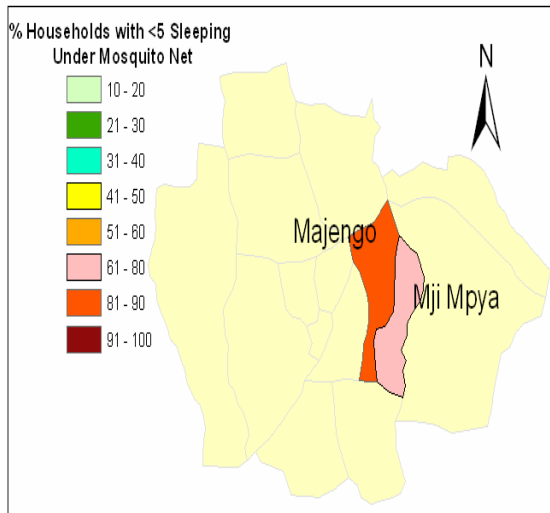 % Households with <5 Sleeping
Under Mosquito Net
10 - 20
21 - 30
31 - 40
41 - 50
51 - 60
61 - 80
81 - 90
91 - 100
N
Majengo
Mji Mpya